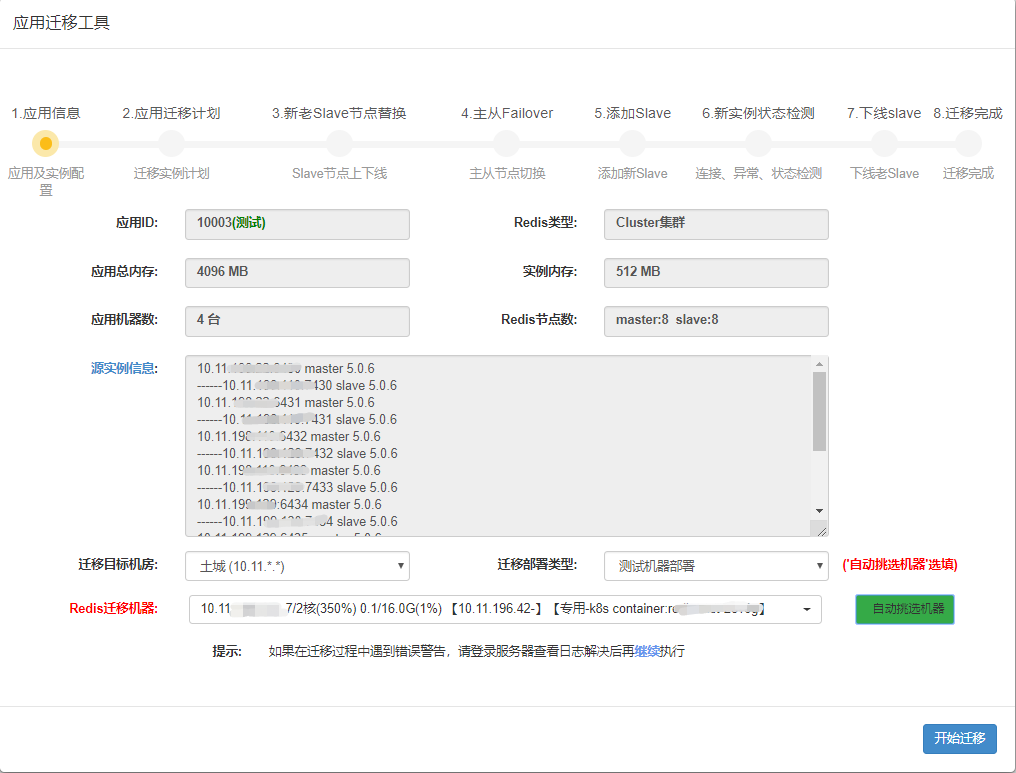 应用迁移工具
1.应用信息 2.应用迁移计划 3.新老Slave节点替换 4.主从Failover 5.添加Slave 6.新实例状态检测 7.下线slave 8.迁移完成
应用及实例配置 迁移实例计划 Slave节点上下线 主从节点切换 添加新Slave 连接、异常、状态检测 下线老Slave 迁移完成
应用ID: 10003(测试) Redis类型: Cluster集群
应用总内存: 4096 MB 实例内存: 512 MB
应用机器数: 4 台 Redis节点数: master:8 slave:8
源实例信息:
10.11. master 5.0.6
------10.11. 7430 slave 5.0.6
10.11. 6431 master 5.0.6
------10. 7431 slave 5.0.6
10.11. 6432 master 5.0.6
------10.11. 7432 slave 5.0.6
10.11. master 5.0.6
------10.11. 7433 slave 5.0.6
10.11. :6434 master 5.0.6
------10.11. slave 5.0.6
迁移目标机房: 土城 (10.11.*.*) 迁移部署类型: 测试机器部署 ('自动挑选机器'选填)
Redis迁移机器: 10.11 7/2核(350%) 0.1/16.0G(1%) 【10.11.196.42-】【专用-k8s container: 】 自动挑选机器
提示: 如果在迁移过程中遇到错误警告，请登录服务器查看日志解决后再继续执行
开始迁移